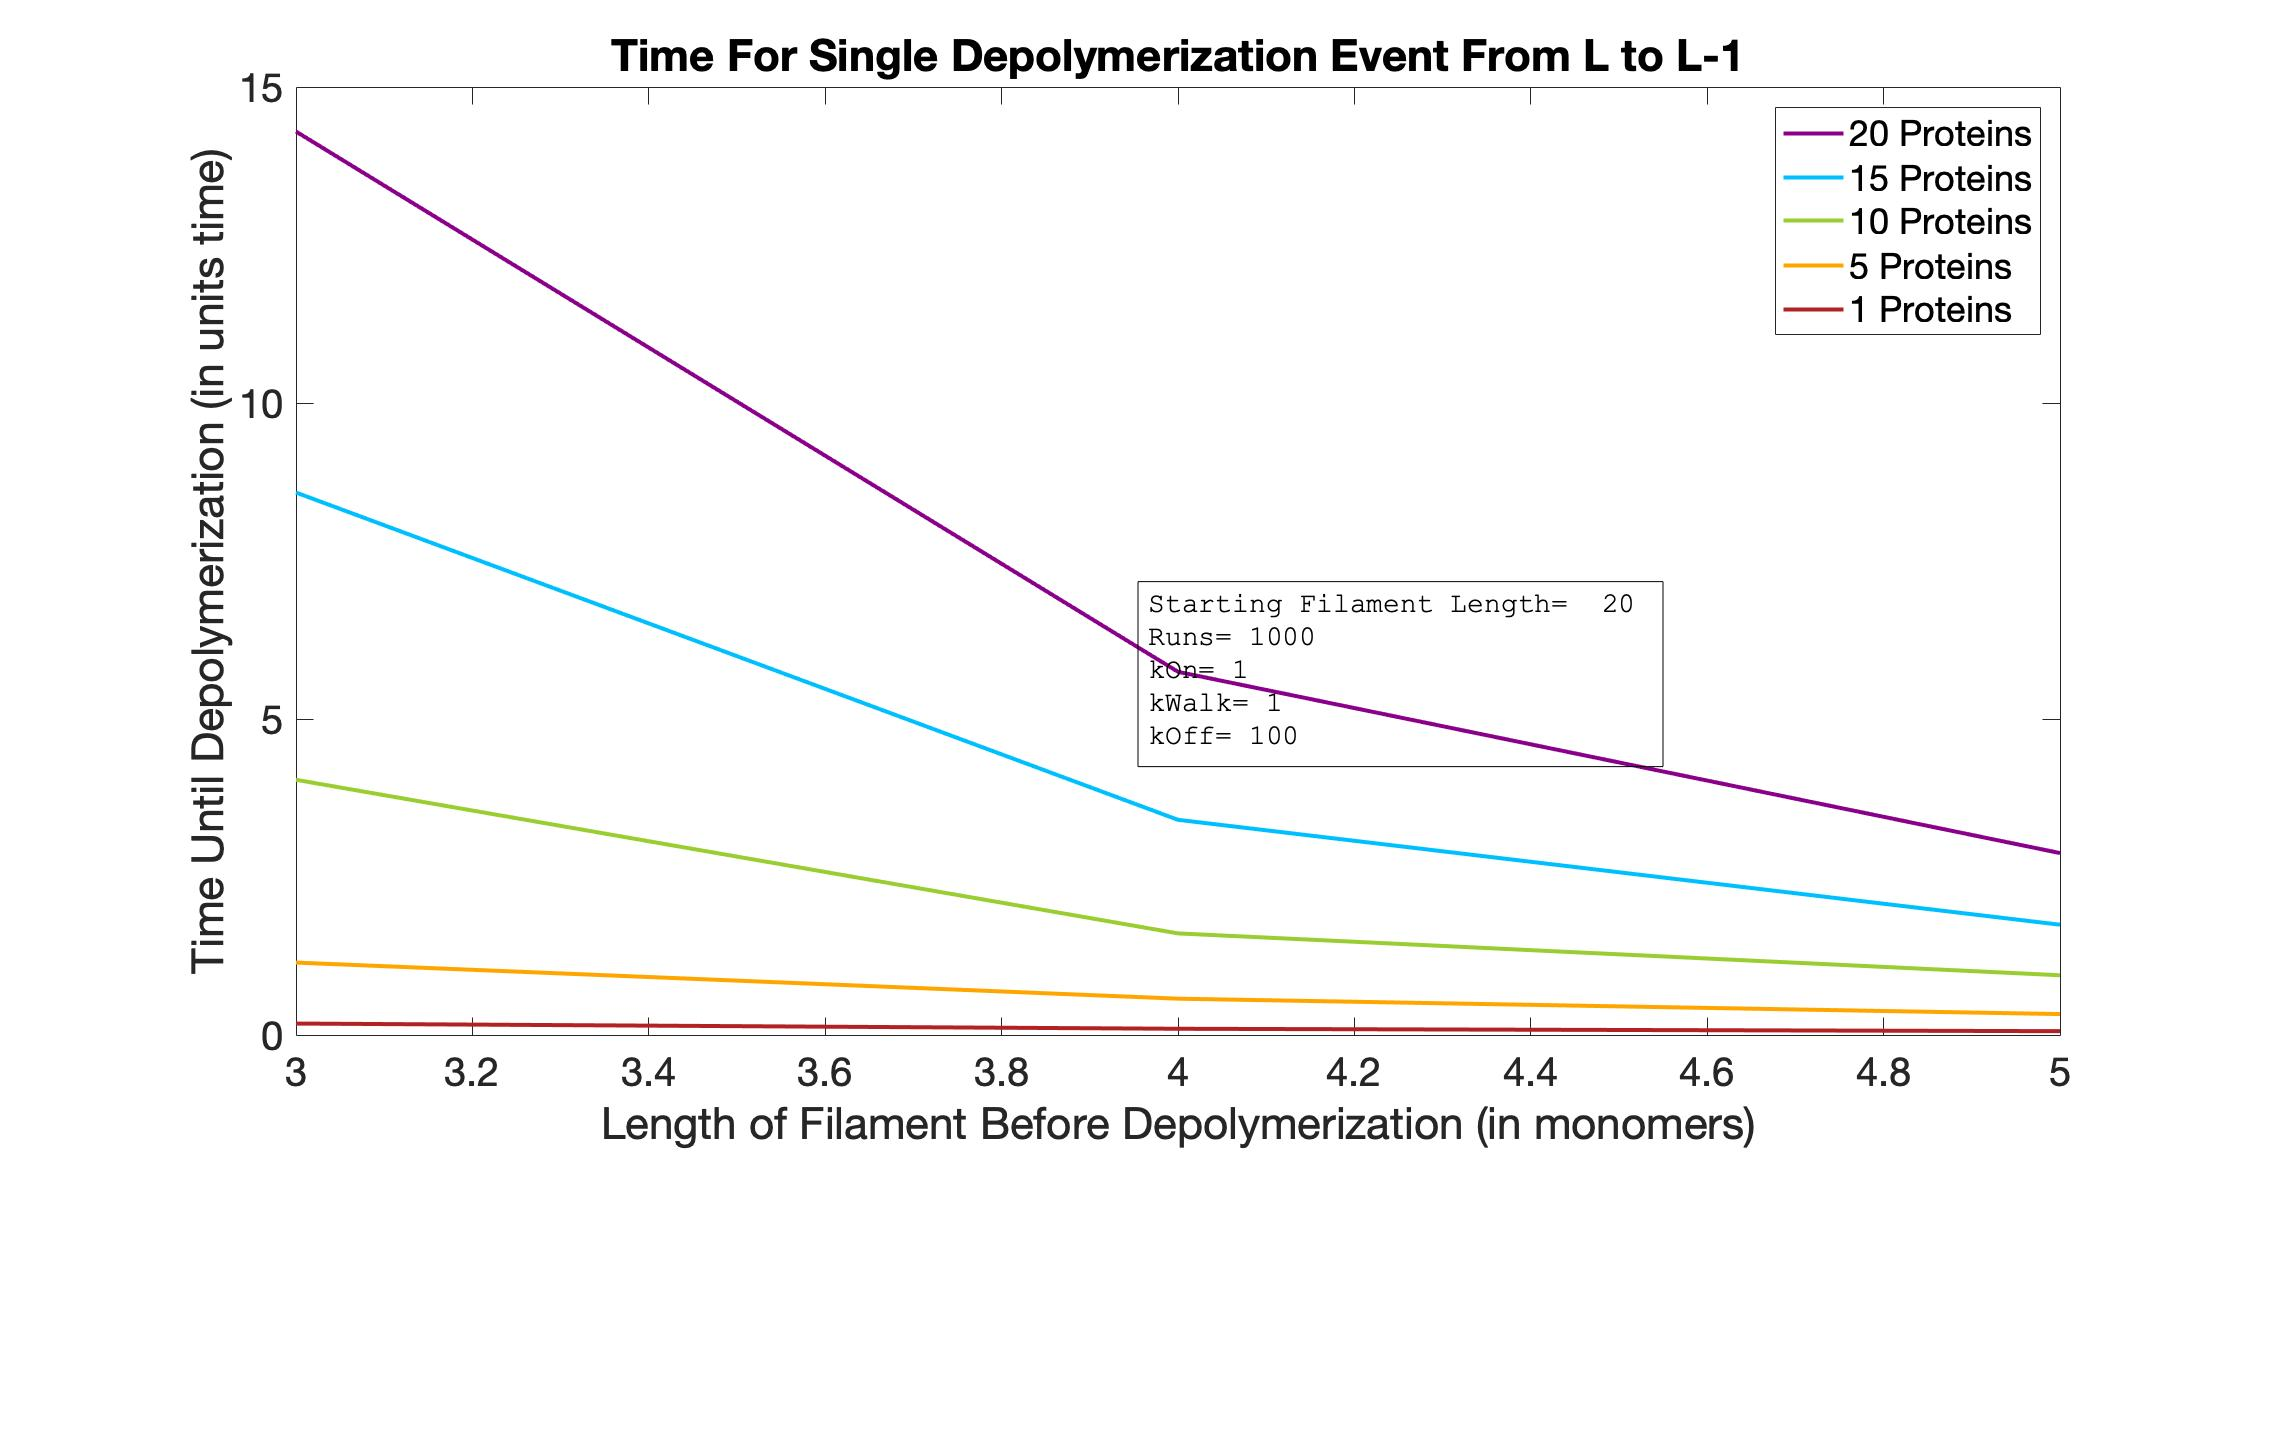 Time For Single Depolymerization Event From L to L-1
Time Until Depolymerization (in units time)
15
10
5
0
20 Proteins
15 Proteins
10 Proteins
5 Proteins
1 Proteins
Starting Filament Length= 20
Runs= 1000
kOn= 1
kWalk= 1
kOff= 100
3 3.2 3.4 3.6 3.8 4 4.2 4.4 4.6 4.8 5
Length of Filament Before Depolymerization (in monomers)